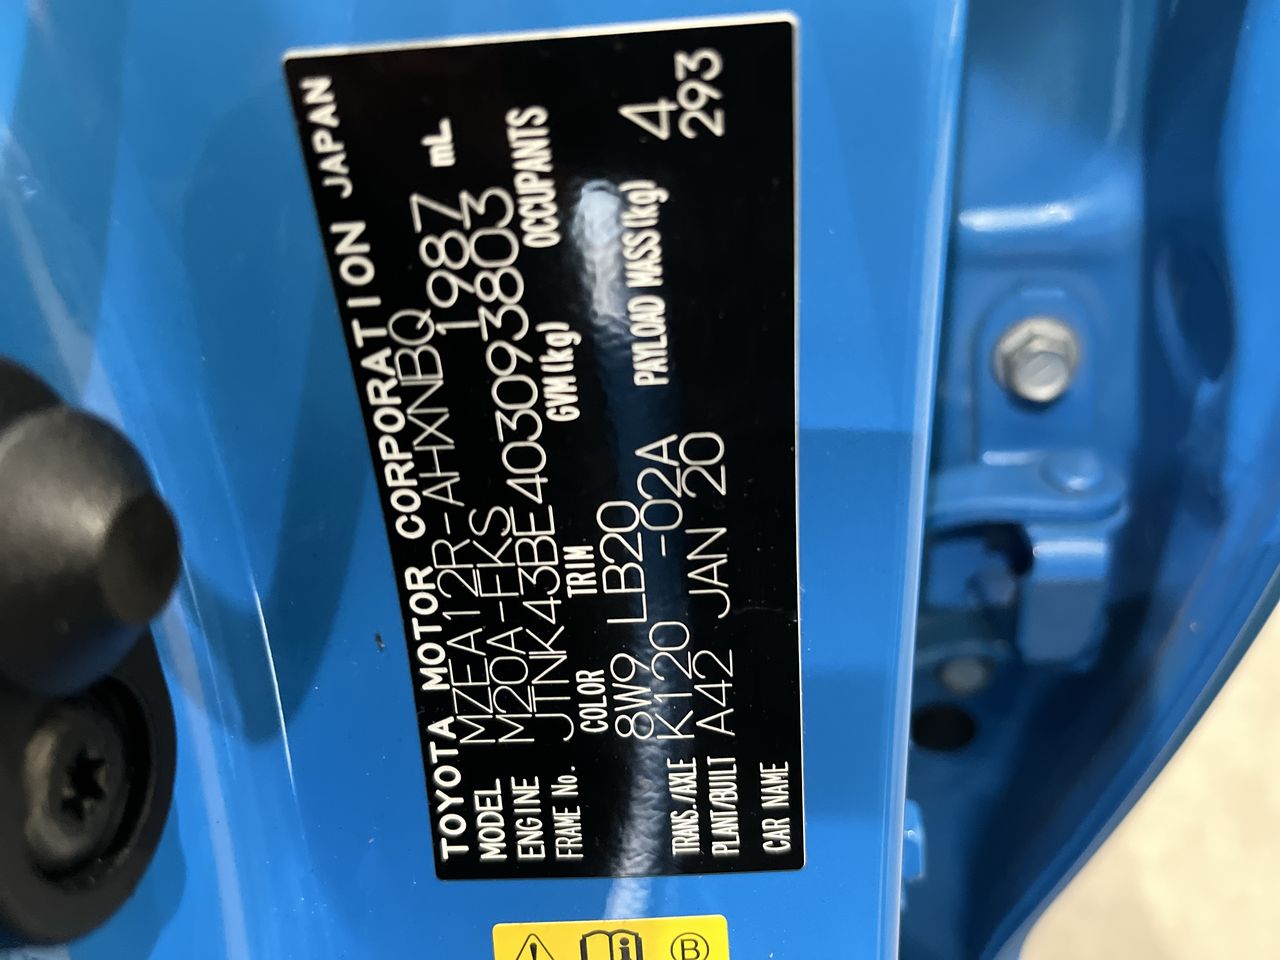 TOYOTA MOTOR CORPORATION JAPAN
MODEL MZEA12R-AHXNBQ
ENGINE M20A-FKS 1987 mL
FRAME No. JTNK43BE403093803
COLOR TRIM GVM(kg) OCCUPANTS
8W9 LB20 4
TRANS./AXLE K120 -02A PAYLOAD MASS(kg) 293
PLANT/BUILT A42 JAN 20
CAR NAME
B